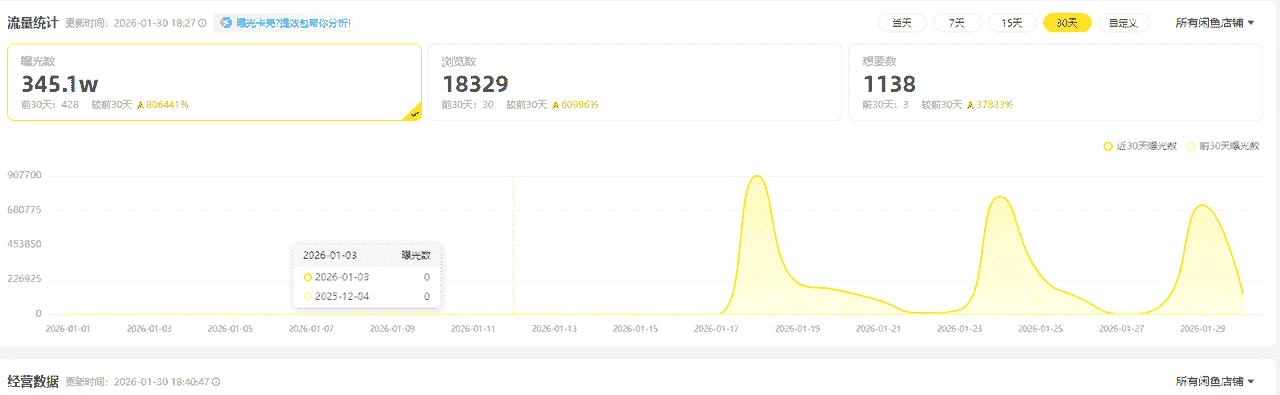 流量统计 更新时间：2026-01-30 18:27 曝光卡壳?提效包帮你分析! 当天 7天 15天 30天 自定义 所有闲鱼店铺
曝光数 浏览数 想要数
345.1w 18329 1138
前30天：428 较前30天 806441% 前30天：30 较前30天 60996% 前30天：3 较前30天 37833%
近30天曝光数 前30天曝光数
907700
680775
453850
2026-01-03 曝光数
226925
2026-01-03 0
2025-12-04 0
0
2026-01-01 2026-01-03 2026-01-05 2026-01-07 2026-01-09 2026-01-11 2026-01-13 2026-01-15 2026-01-17 2026-01-19 2026-01-21 2026-01-23 2026-01-25 2026-01-27 2026-01-29
经营数据 更新时间：2026-01-30 18:40:47 所有闲鱼店铺